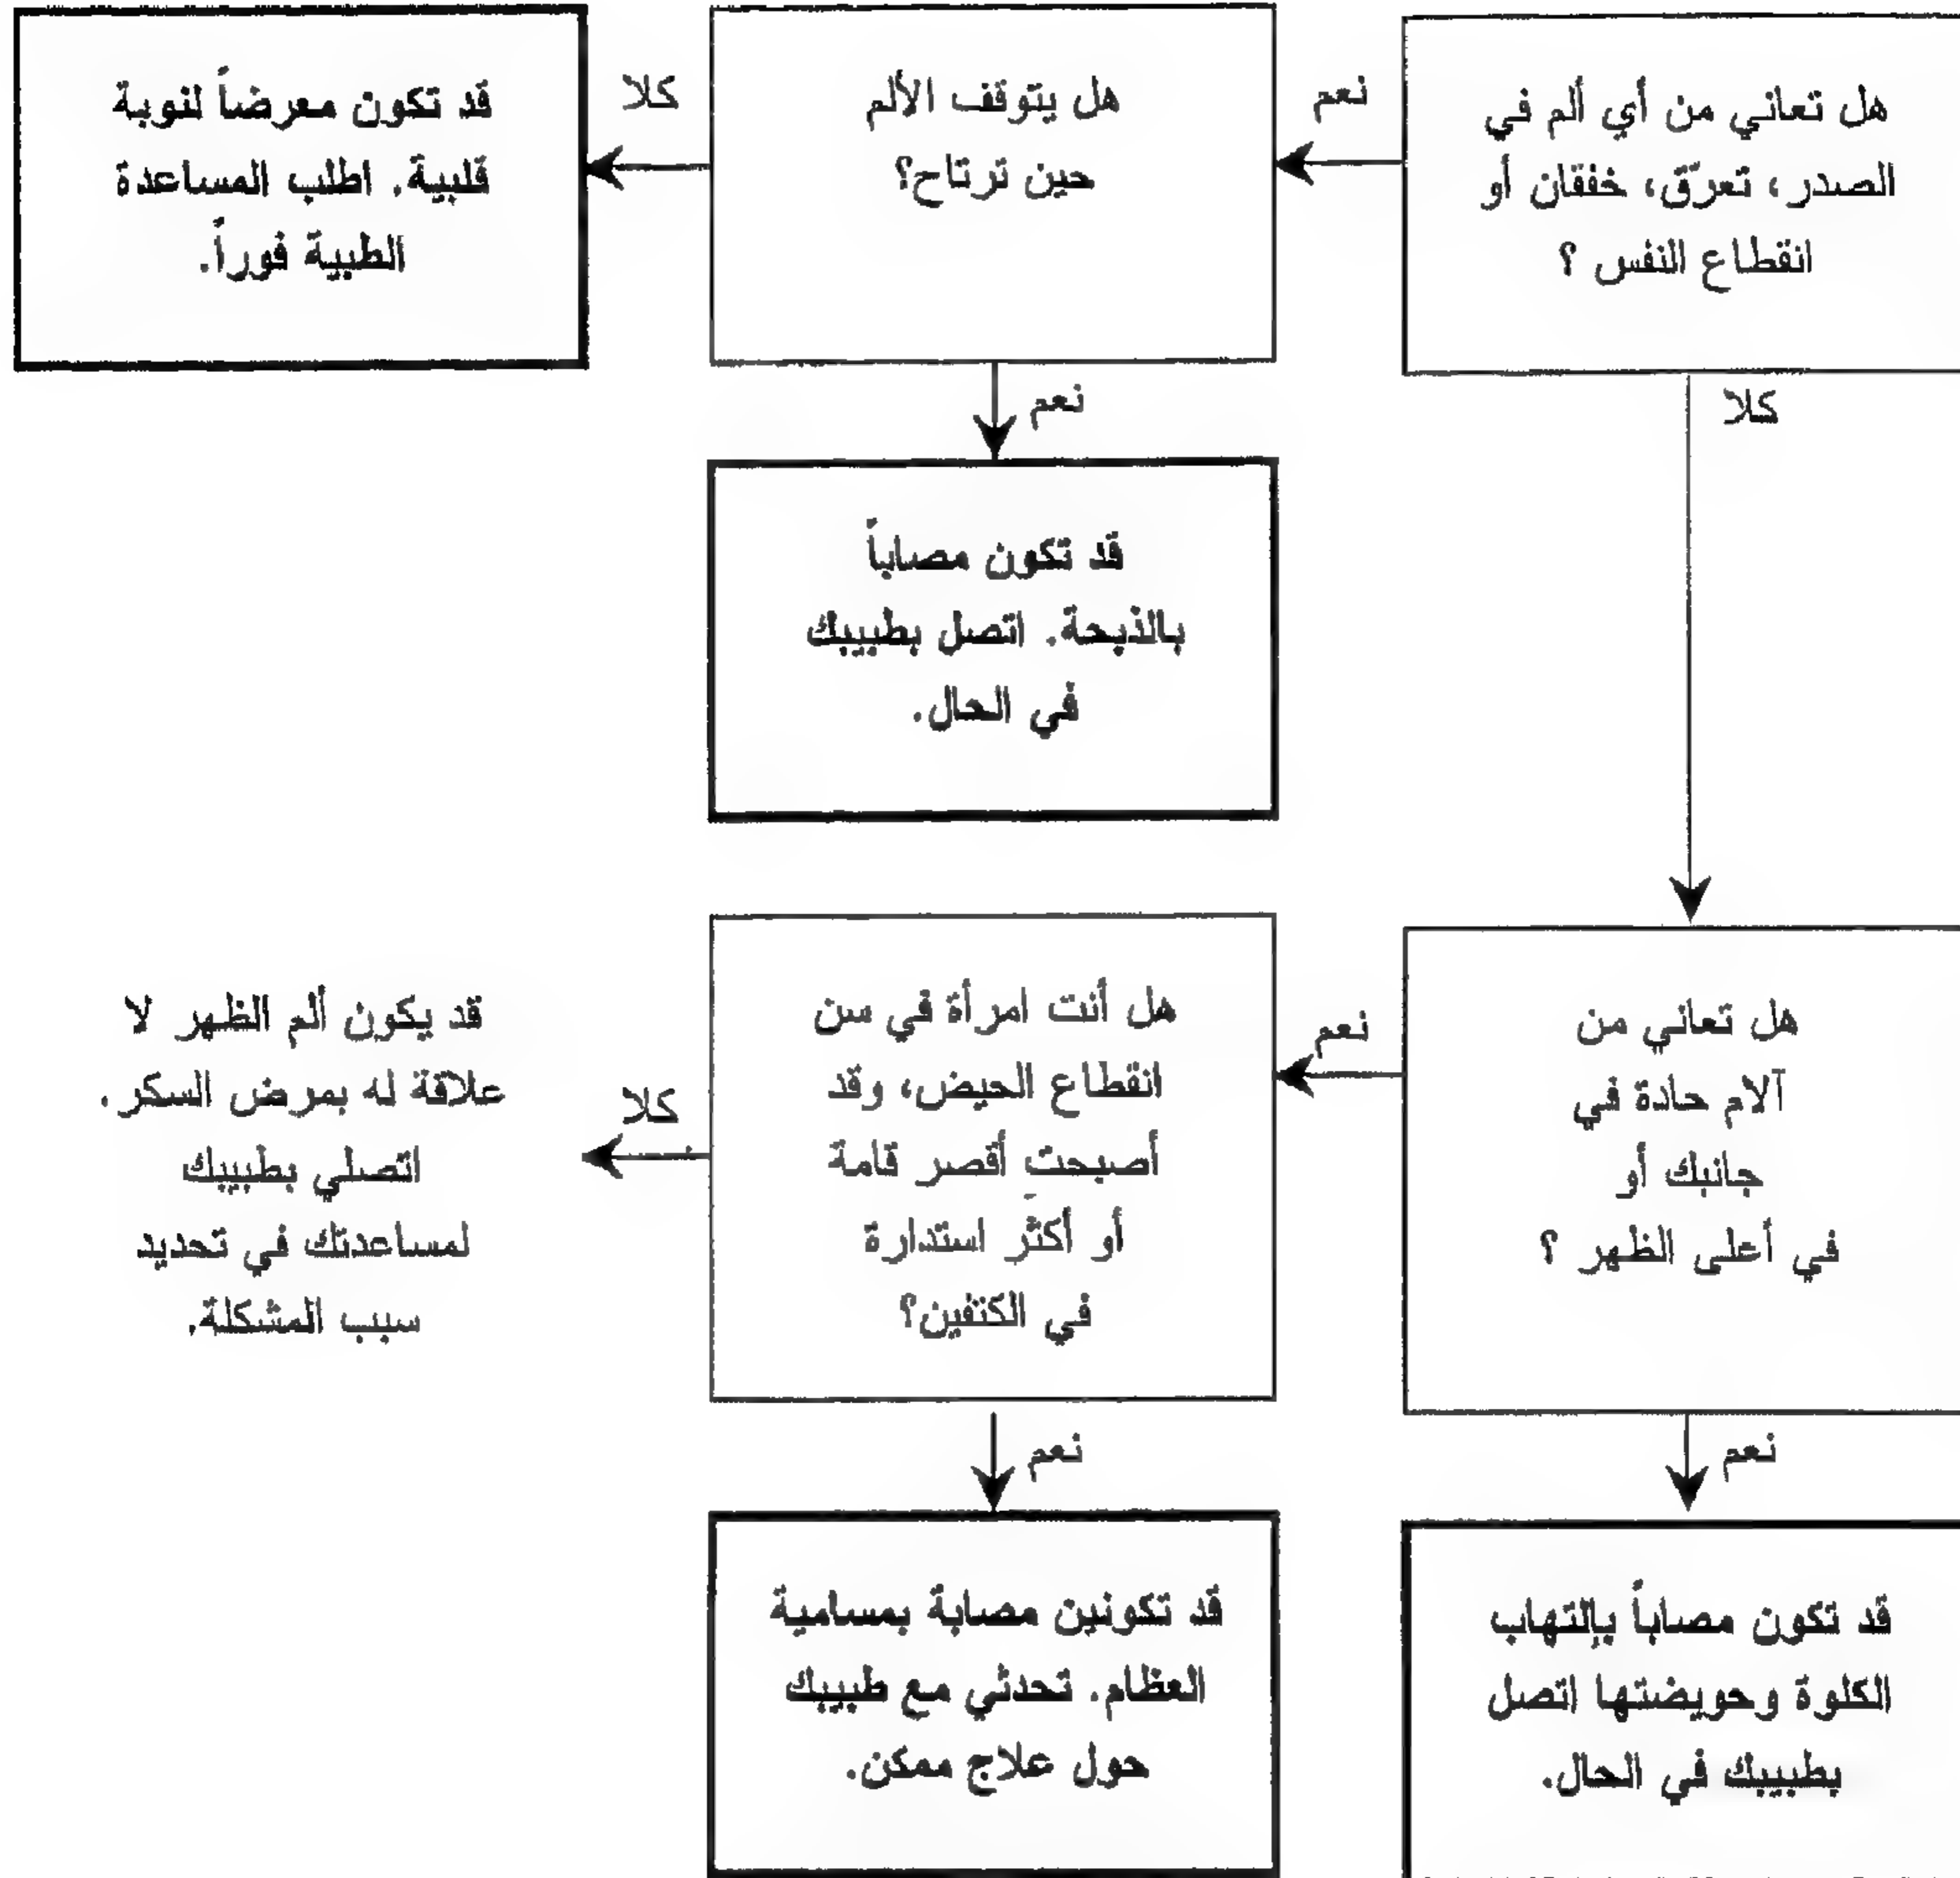 هل تعاني من أي ألم في
الصدر، تعرّق، خفقان أو
انقطاع النفس ؟
نعم
هل يتوقف الألم
حين ترتاح؟
كلا
قد تكون معرضاً لنوبة
قلبية. اطلب المساعدة
الطبية فوراً.
كلا
نعم
قد تكون مصاباً
بالذبحة. اتصل بطبيبك
في الحال.
هل تعاني من
آلام حادة في
جانبك أو
في أعلى الظهر ؟
نعم
هل أنت امرأة في سن
انقطاع الحيض، وقد
أصبحت أقصر قامة
أو أكثر استدارة
في الكتفين؟
كلا
قد يكون ألم الظهر لا
علاقة له بمرض السكر.
اتصلي بطبيبك
لمساعدتك في تحديد
سبب المشكلة.
نعم
نعم
قد تكون مصاباً بإلتهاب
الكلوة وحويضتها اتصل
بطبيبك في الحال.
قد تكونين مصابة بمسامية
العظام. تحدثي مع طبيبك
حول علاج ممكن.